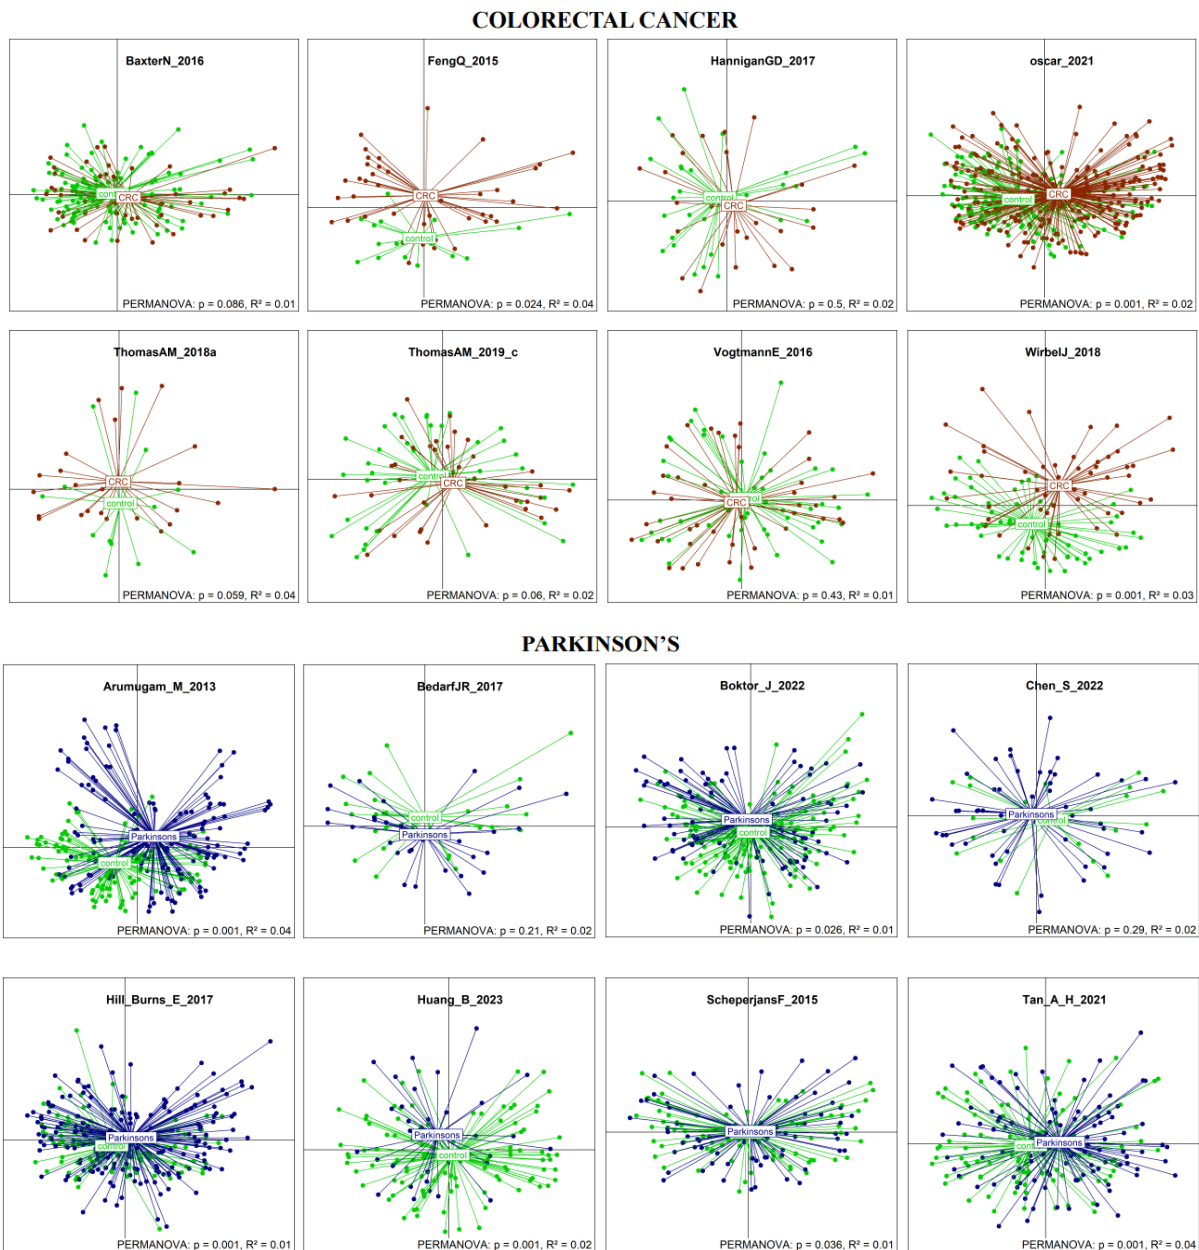 COLORECTAL CANCER
BaxterN_2016
control
CRC
PERMANOVA: p = 0.086, R² = 0.01
FengQ_2015
CRC
control
PERMANOVA: p = 0.024, R² = 0.04
HanniganGD_2017
control
CRC
PERMANOVA: p = 0.5, R² = 0.02
oscar_2021
CRC
control
PERMANOVA: p = 0.001, R² = 0.02
ThomasAM_2018a
CRC
control
PERMANOVA: p = 0.059, R² = 0.04
ThomasAM_2019_c
control
CRC
PERMANOVA: p = 0.06, R² = 0.02
VogtmannE_2016
control
CRC
PERMANOVA: p = 0.43, R² = 0.01
WirbelJ_2018
CRC
control
PERMANOVA: p = 0.001, R² = 0.03
PARKINSON'S
Arumugam_M_2013
Parkinsons
control
PERMANOVA: p = 0.001, R² = 0.04
BedarfJR_2017
control
Parkinsons
PERMANOVA: p = 0.21, R² = 0.02
Boktor_J_2022
Parkinsons
control
PERMANOVA: p = 0.026, R² = 0.01
Chen_S_2022
Parkinsons
control
PERMANOVA: p = 0.29, R² = 0.02
Hill_Burns_E_2017
Parkinsons
control
PERMANOVA: p = 0.001, R² = 0.01
Huang_B_2023
Parkinsons
control
PERMANOVA: p = 0.001, R² = 0.02
ScheperjansF_2015
Parkinsons
PERMANOVA: p = 0.036, R² = 0.01
Tan_A_H_2021
control
Parkinsons
PERMANOVA: p = 0.001, R² = 0.04